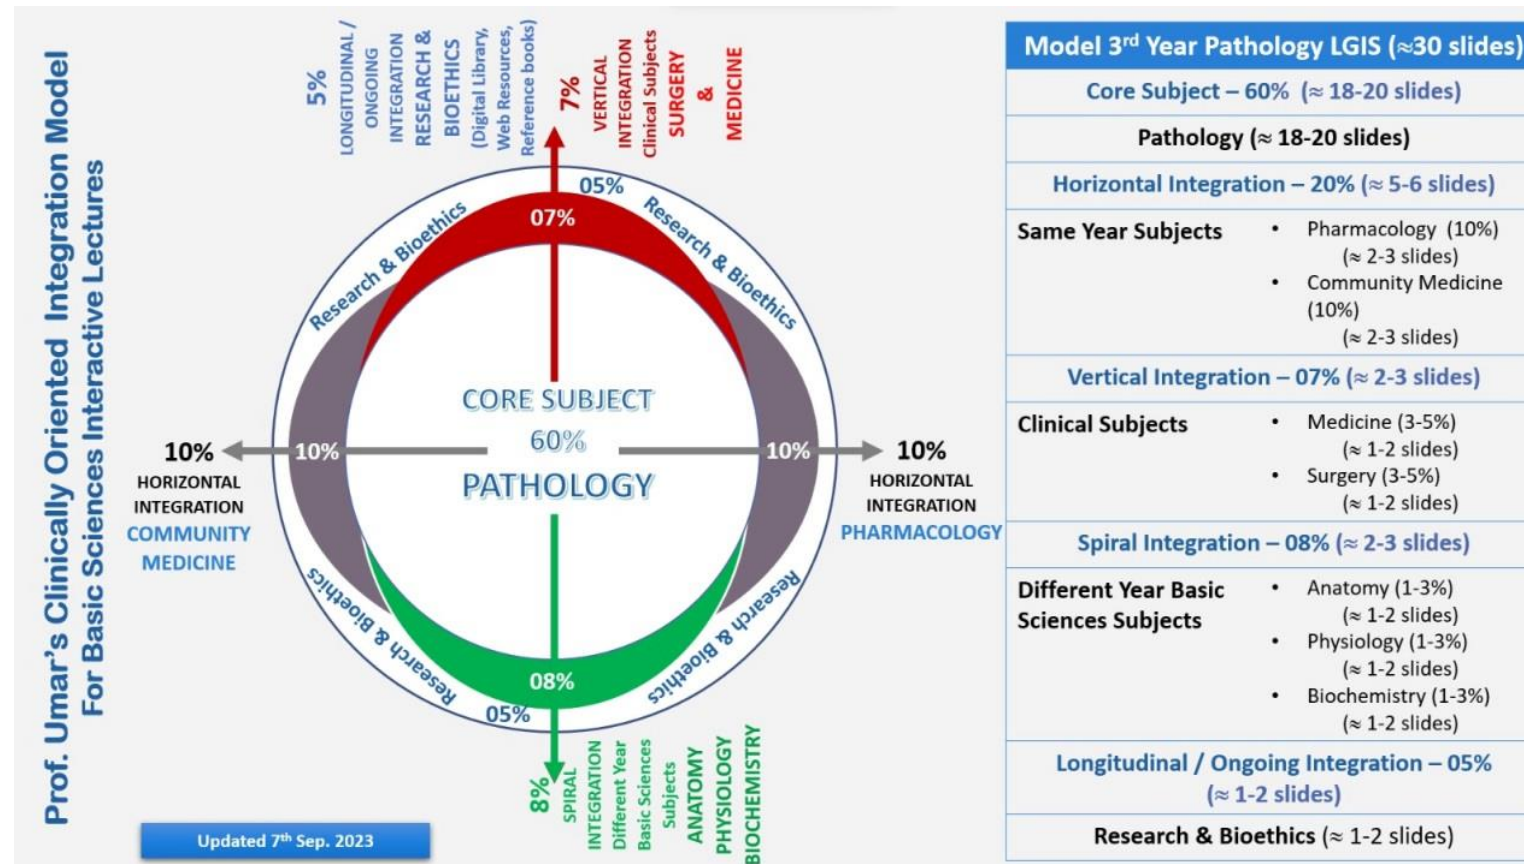 Prof. Umar's Clinically Oriented Integration Model
For Basic Sciences Interactive Lectures
5%
LONGITUDINAL /
ONGOING
INTEGRATION
RESEARCH &
BIOETHICS
(Digital Library,
Web Resources,
Reference books)
7%
VERTICAL
INTEGRATION
Clinical Subjects
SURGERY
&
MEDICINE
05%
07%
Research & Bioethics
Research & Bioethics
CORE SUBJECT
60%
PATHOLOGY
10%
10%
10%
HORIZONTAL
INTEGRATION
COMMUNITY
MEDICINE
10%
HORIZONTAL
INTEGRATION
PHARMACOLOGY
Research & Bioethics
Research & Bioethics
08%
05%
8%
SPIRAL
INTEGRATION
Different Year
Basic Sciences
Subjects
ANATOMY
PHYSIOLOGY
BIOCHEMISTRY
Updated 7th Sep. 2023
Model 3rd Year Pathology LGIS (≈30 slides)
Core Subject – 60% (≈ 18-20 slides)
Pathology (≈ 18-20 slides)
Horizontal Integration – 20% (≈ 5-6 slides)
Same Year Subjects
• Pharmacology (10%)
(≈ 2-3 slides)
• Community Medicine
(10%)
(≈ 2-3 slides)
Vertical Integration – 07% (≈ 2-3 slides)
Clinical Subjects
• Medicine (3-5%)
(≈ 1-2 slides)
• Surgery (3-5%)
(≈ 1-2 slides)
Spiral Integration – 08% (≈ 2-3 slides)
Different Year Basic
Sciences Subjects
• Anatomy (1-3%)
(≈ 1-2 slides)
• Physiology (1-3%)
(≈ 1-2 slides)
• Biochemistry (1-3%)
(≈ 1-2 slides)
Longitudinal / Ongoing Integration – 05%
(≈ 1-2 slides)
Research & Bioethics (≈ 1-2 slides)